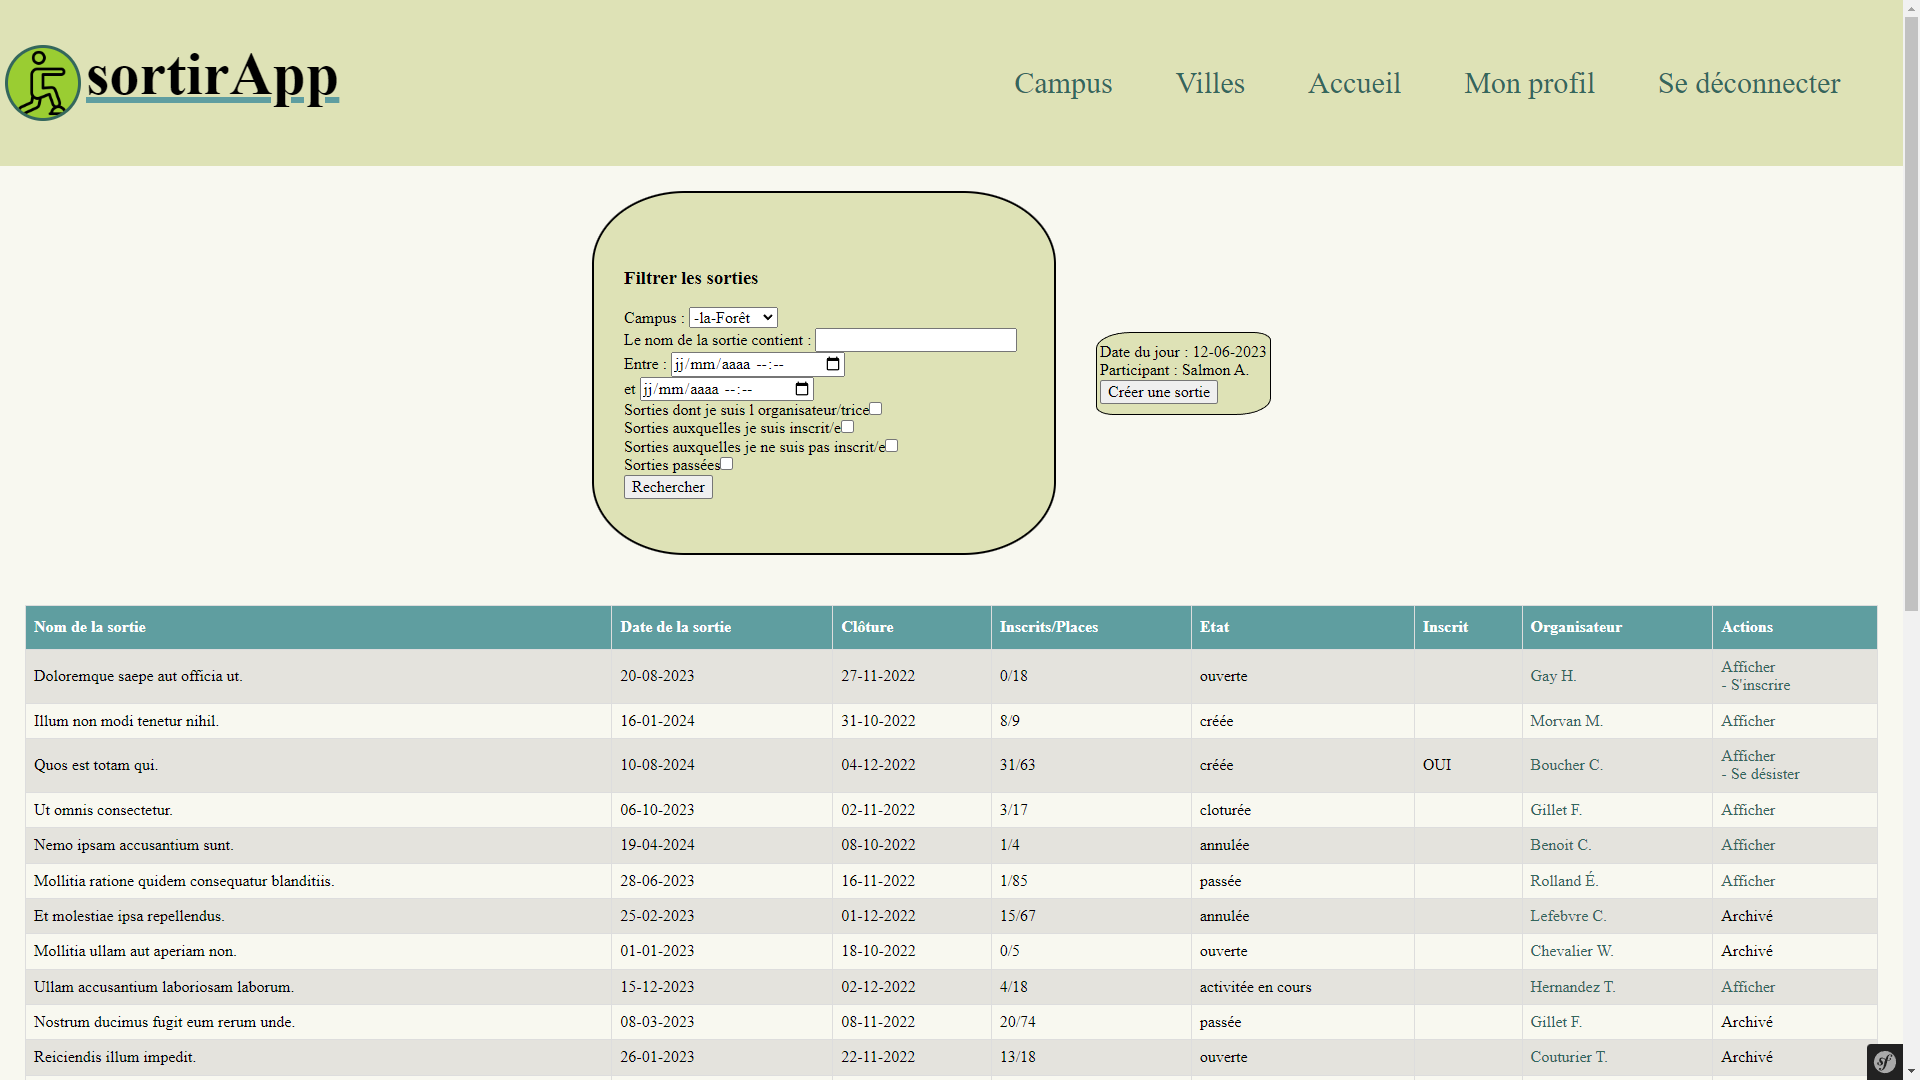 sortirApp
Campus Villes Accueil Mon profil Se déconnecter
Filtrer les sorties
Campus : -la-Forêt
Le nom de la sortie contient :
Entre : jj/mm/aaaa --:--
et jj/mm/aaaa --:--
Sorties dont je suis l organisateur/trice
Sorties auxquelles je suis inscrit/e
Sorties auxquelles je ne suis pas inscrit/e
Sorties passées
Rechercher
Date du jour : 12-06-2023
Participant : Salmon A.
Créer une sortie
Nom de la sortie Date de la sortie Clôture Inscrits/Places Etat Inscrit Organisateur Actions
Doloremque saepe aut officia ut. 20-08-2023 27-11-2022 0/18 ouverte Gay H. Afficher
- S'inscrire
Illum non modi tenetur nihil. 16-01-2024 31-10-2022 8/9 créée Morvan M. Afficher
Quos est totam qui. 10-08-2024 04-12-2022 31/63 créée OUI Boucher C. Afficher
- Se désister
Ut omnis consectetur. 06-10-2023 02-11-2022 3/17 cloturée Gillet F. Afficher
Nemo ipsam accusantium sunt. 19-04-2024 08-10-2022 1/4 annulée Benoit C. Afficher
Mollitia ratione quidem consequatur blanditiis. 28-06-2023 16-11-2022 1/85 passée Rolland É. Afficher
Et molestiae ipsa repellendus. 25-02-2023 01-12-2022 15/67 annulée Lefebvre C. Archivé
Mollitia ullam aut aperiam non. 01-01-2023 18-10-2022 0/5 ouverte Chevalier W. Archivé
Ullam accusantium laboriosam laborum. 15-12-2023 02-12-2022 4/18 activitée en cours Hernandez T. Afficher
Nostrum ducimus fugit eum rerum unde. 08-03-2023 08-11-2022 20/74 passée Gillet F. Archivé
Reiciendis illum impedit. 26-01-2023 22-11-2022 13/18 ouverte Couturier T. Archivé
sf